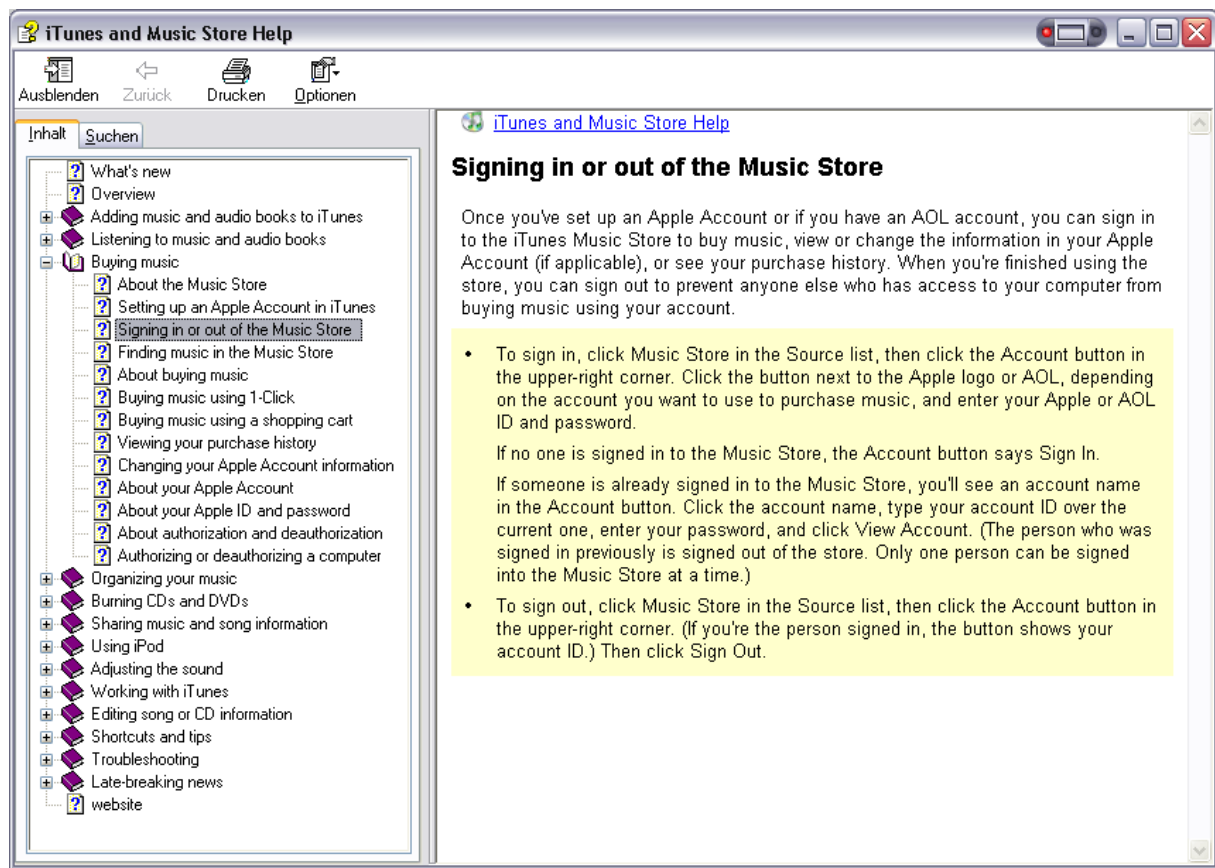 iTunes and Music Store Help
Ausblenden Zurück Drucken Optionen
Inhalt Suchen
What's new
Overview
Adding music and audio books to iTunes
Listening to music and audio books
Buying music
About the Music Store
Setting up an Apple Account in iTunes
Signing in or out of the Music Store
Finding music in the Music Store
About buying music
Buying music using 1-Click
Buying music using a shopping cart
Viewing your purchase history
Changing your Apple Account information
About your Apple Account
About your Apple ID and password
About authorization and deauthorization
Authorizing or deauthorizing a computer
Organizing your music
Burning CDs and DVDs
Sharing music and song information
Using iPod
Adjusting the sound
Working with iTunes
Editing song or CD information
Shortcuts and tips
Troubleshooting
Late-breaking news
website
iTunes and Music Store Help
Signing in or out of the Music Store
Once you've set up an Apple Account or if you have an AOL account, you can sign in
to the iTunes Music Store to buy music, view or change the information in your Apple
Account (if applicable), or see your purchase history. When you're finished using the
store, you can sign out to prevent anyone else who has access to your computer from
buying music using your account.
• To sign in, click Music Store in the Source list, then click the Account button in
the upper-right corner. Click the button next to the Apple logo or AOL, depending
on the account you want to use to purchase music, and enter your Apple or AOL
ID and password.
If no one is signed in to the Music Store, the Account button says Sign In.
If someone is already signed in to the Music Store, you'll see an account name
in the Account button. Click the account name, type your account ID over the
current one, enter your password, and click View Account. (The person who was
signed in previously is signed out of the store. Only one person can be signed
into the Music Store at a time.)
• To sign out, click Music Store in the Source list, then click the Account button in
the upper-right corner. (If you're the person signed in, the button shows your
account ID.) Then click Sign Out.